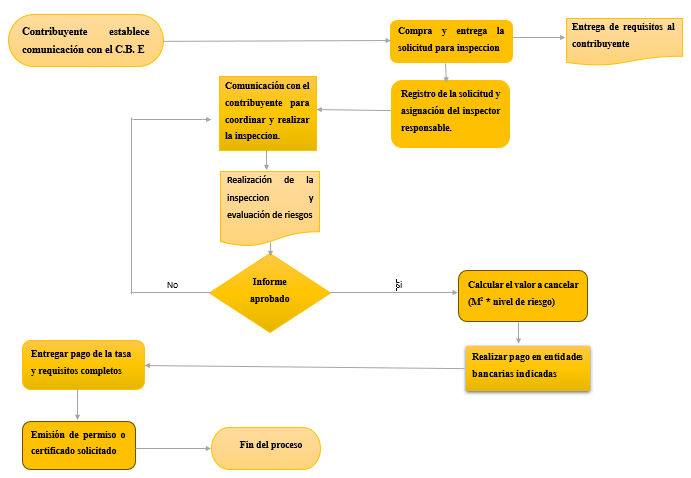 Contribuyente establece
comunicación con el C.B. E
Compra y entrega la
solicitud para inspeccion
Entrega de requisitos al
contribuyente
Comunicación con el
contribuyente para
coordinar y realizar
la inspeccion.
Registro de la solicitud y
asignación del inspector
responsable.
Realización de la
inspeccion y
evaluación de riesgos
No
Informe
aprobado
Si
Calcular el valor a cancelar
(M² * nivel de riesgo)
Entregar pago de la tasa
y requisitos completos
Realizar pago en entidades
bancarias indicadas
Emisión de permiso o
certificado solicitado
Fin del proceso